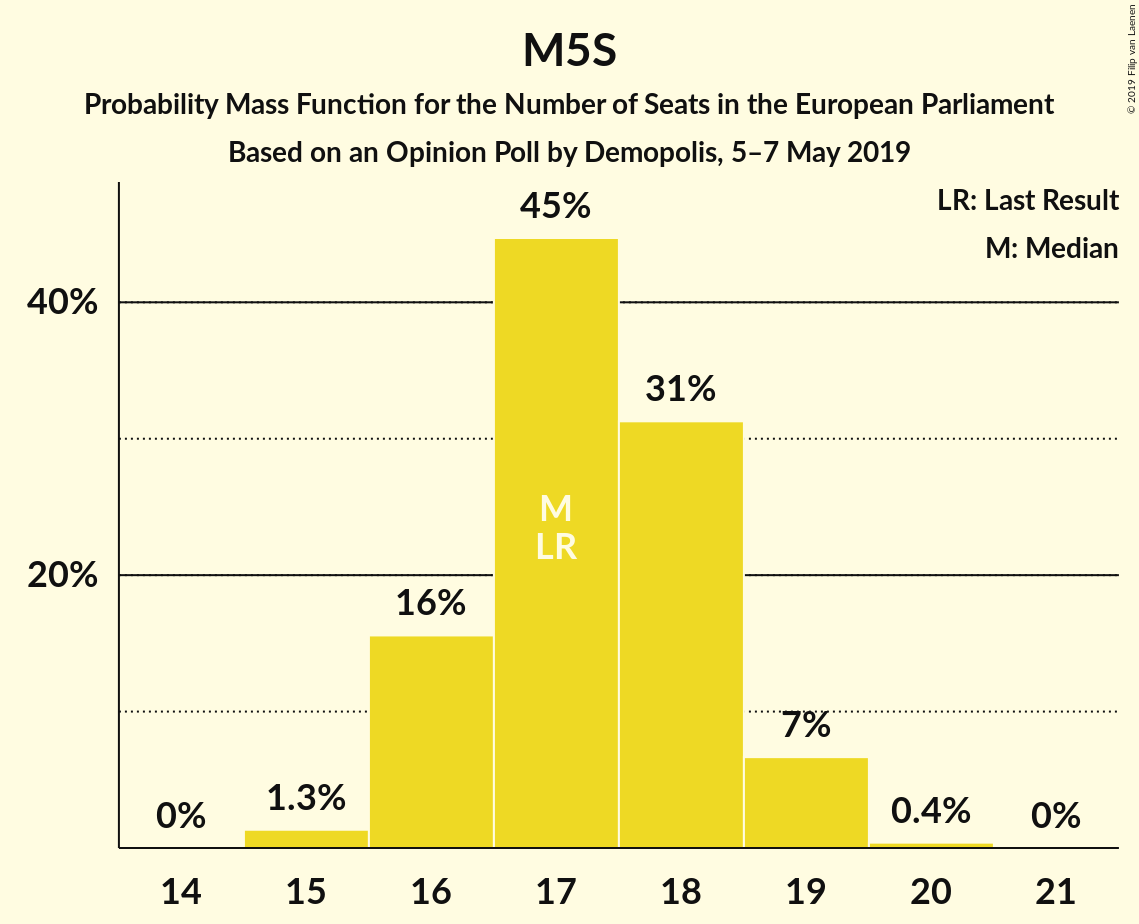 M5S
Probability Mass Function for the Number of Seats in the European Parliament
Based on an Opinion Poll by Demopolis, 5–7 May 2019
© 2019 Filip van Laenen
LR: Last Result
M: Median
45%
40%
31%
M
LR
20%
16%
7%
1.3%
0.4%
0%
0%
14 15 16 17 18 19 20 21